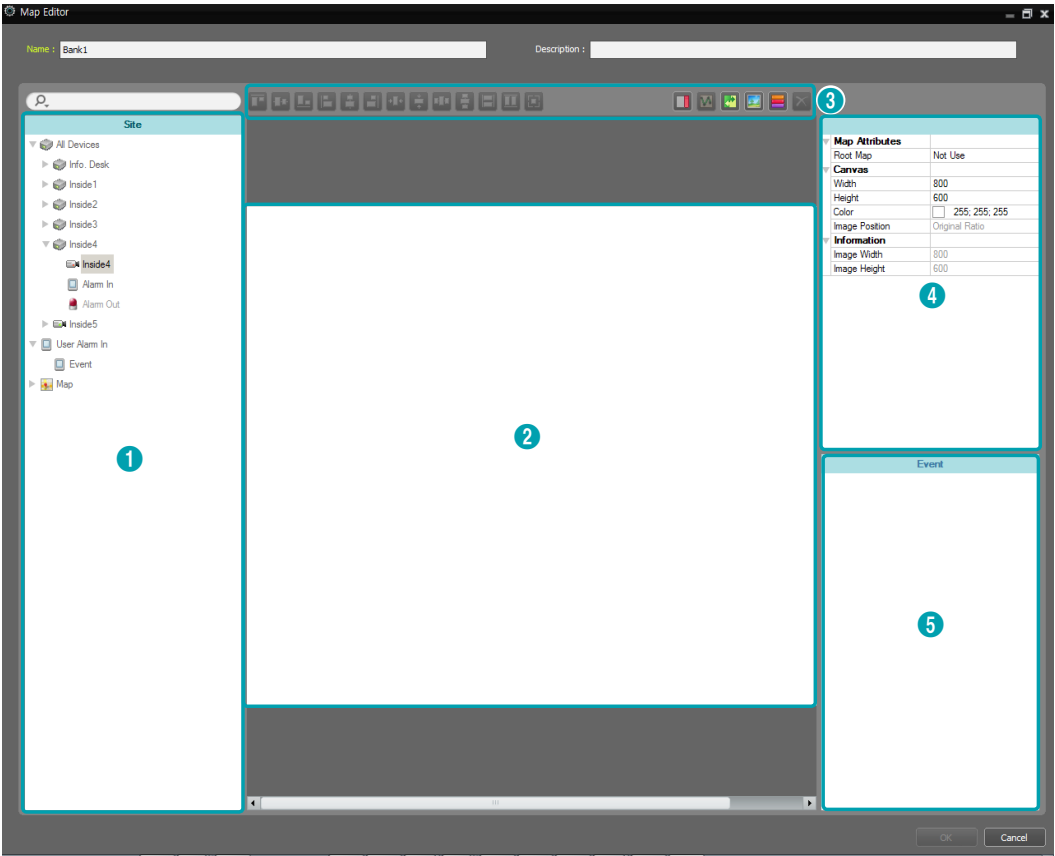 Map Editor
Name : Bank1
Description :
3
Site
All Devices
Info. Desk
Inside1
Inside2
Inside3
Inside4
Inside4
Alarm In
Alarm Out
Inside5
User Alarm In
Event
Map
1
2
Map Attributes
Root Map Not Use
Canvas
Width 800
Height 600
Color 255; 255; 255
Image Position Original Ratio
Information
Image Width 800
Image Height 600
4
Event
5
OK Cancel